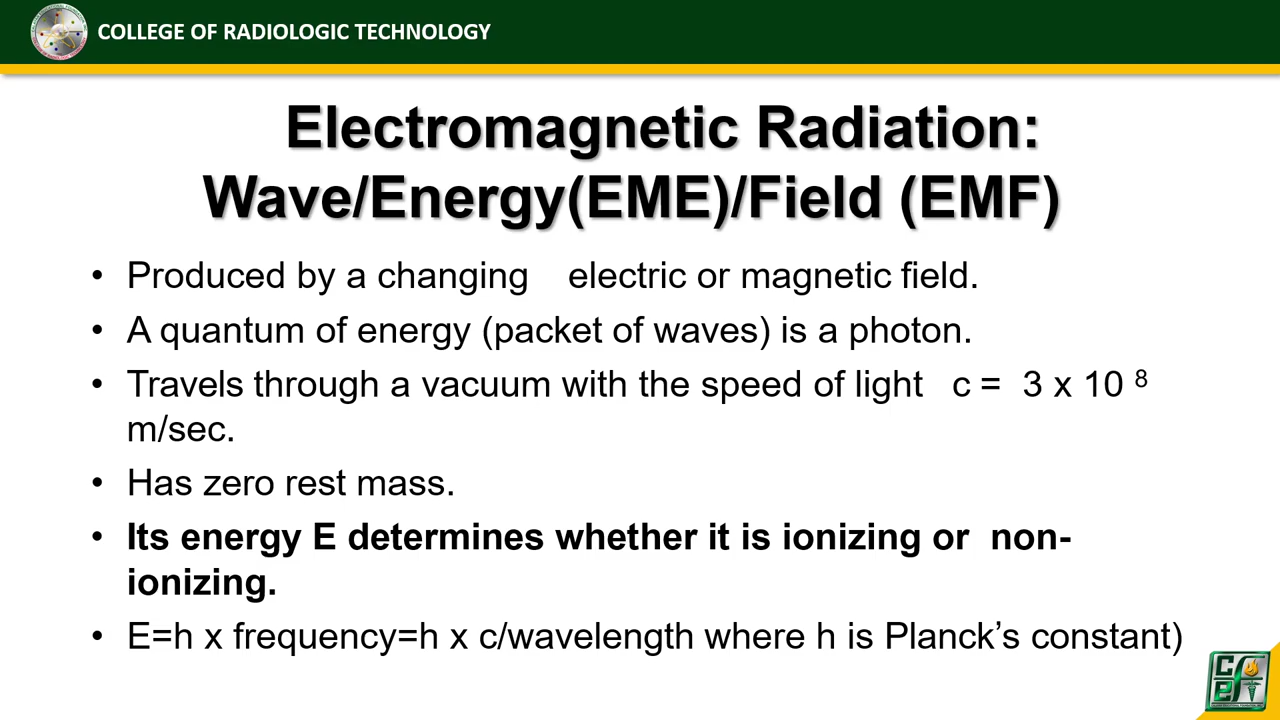 COLLEGE OF RADIOLOGIC TECHNOLOGY
Electromagnetic Radiation:
Wave/Energy(EME)/Field (EMF)
• Produced by a changing electric or magnetic field.
• A quantum of energy (packet of waves) is a photon.
• Travels through a vacuum with the speed of light c = 3 x 10 ⁸
m/sec.
• Has zero rest mass.
• Its energy E determines whether it is ionizing or non-
ionizing.
• E=h x frequency=h x c/wavelength where h is Planck’s constant)